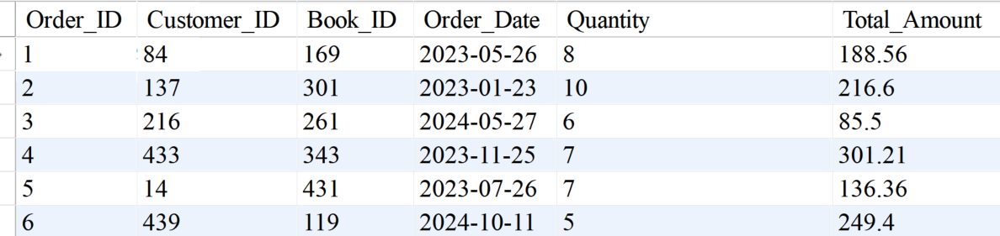 Order_ID Customer_ID Book_ID Order_Date Quantity Total_Amount
1 84 169 2023-05-26 8 188.56
2 137 301 2023-01-23 10 216.6
3 216 261 2024-05-27 6 85.5
4 433 343 2023-11-25 7 301.21
5 14 431 2023-07-26 7 136.36
6 439 119 2024-10-11 5 249.4